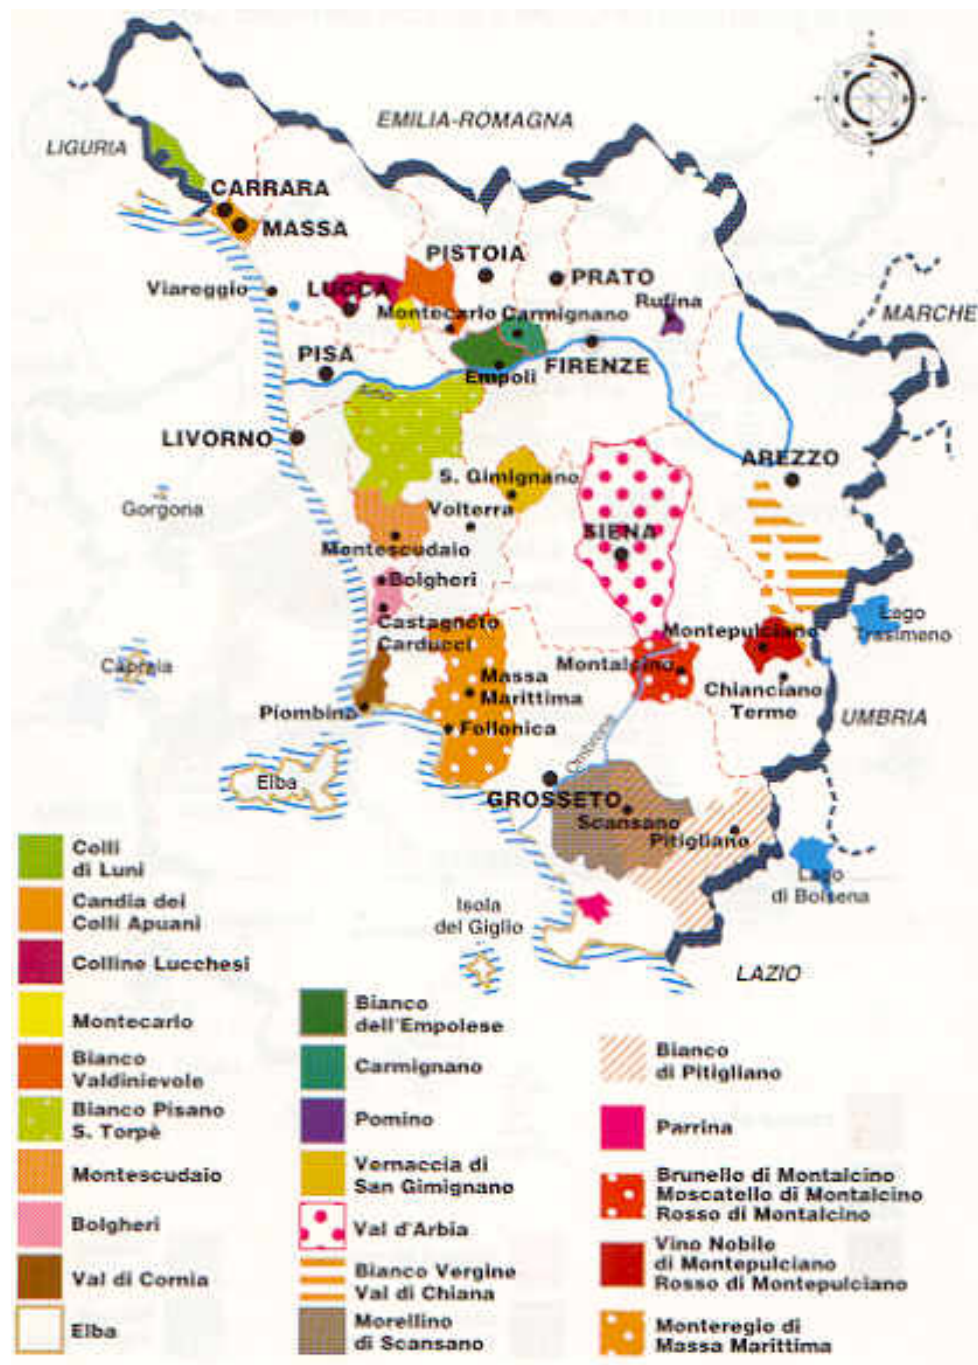 EMILIA-ROMAGNA
LIGURIA
CARRARA
MASSA
PISTOIA
PRATO
Viareggio
LUCCA
Rufina
MARCHE
Montecarlo
Carmignano
PISA
FIRENZE
Empoli
Arno
LIVORNO
AREZZO
S. Gimignano
Gorgona
Volterra
SIENA
Montescudaio
Bolgheri
Castagneto
Carducci
Lago
Trasimeno
Montepulciano
Capraia
Montalcino
Massa
Marittima
Chianciano
Terme
Piombino
UMBRIA
Follonica
Ombrone
Elba
GROSSETO
Scansano
Pitigliano
Lago
di Bolsena
Isola
del Giglio
LAZIO
Colli
di Luni
Candia dei
Colli Apuani
Colline Lucchesi
Montecarlo
Bianco
Valdinievole
Bianco Pisano
S. Torpè
Montescudaio
Bolgheri
Val di Cornia
Elba
Bianco
dell'Empolese
Carmignano
Pomino
Vernaccia di
San Gimignano
Val d'Arbia
Bianco Vergine
Val di Chiana
Morellino
di Scansano
Bianco
di Pitigliano
Parrina
Brunello di Montalcino
Moscatello di Montalcino
Rosso di Montalcino
Vino Nobile
di Montepulciano
Rosso di Montepulciano
Monteregio di
Massa Marittima